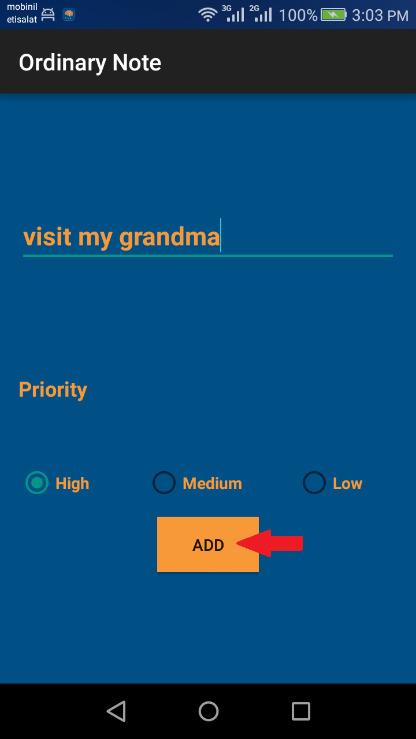 mobinil
etisalat 3G 2G 100% 3:03 PM
Ordinary Note
visit my grandma
Priority
High Medium Low
ADD